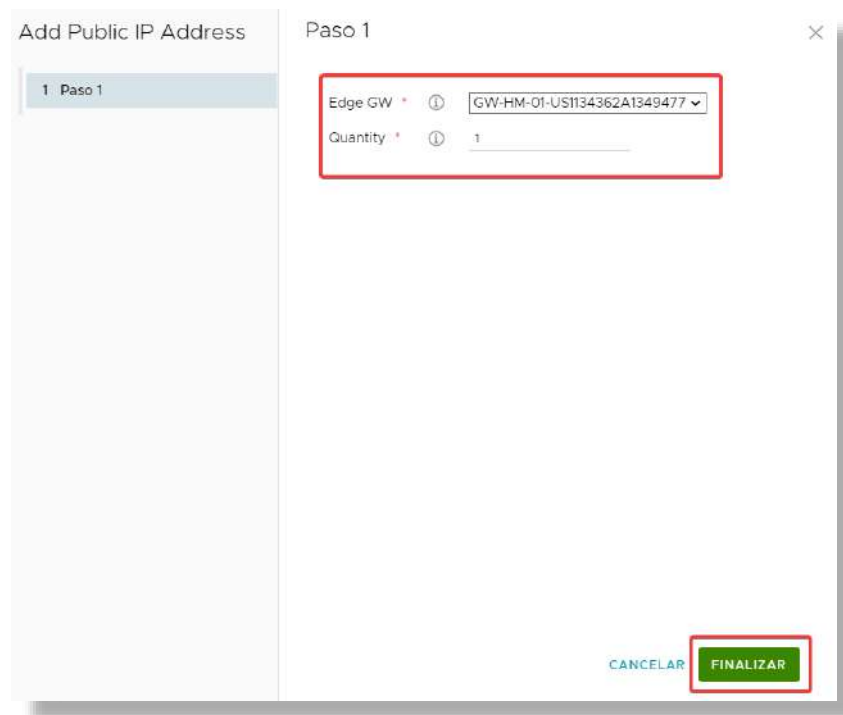 Add Public IP Address
1 Paso 1
Paso 1
Edge GW * GW-HM-01-US1134362A1349477
Quantity * 1
CANCELAR FINALIZAR